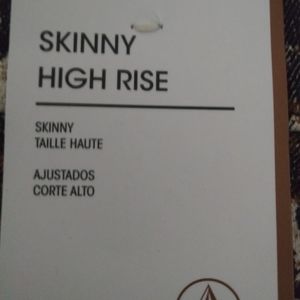 SKINNY
HIGH RISE
SKINNY
TAILLE HAUTE
AJUSTADOS
CORTE ALTO